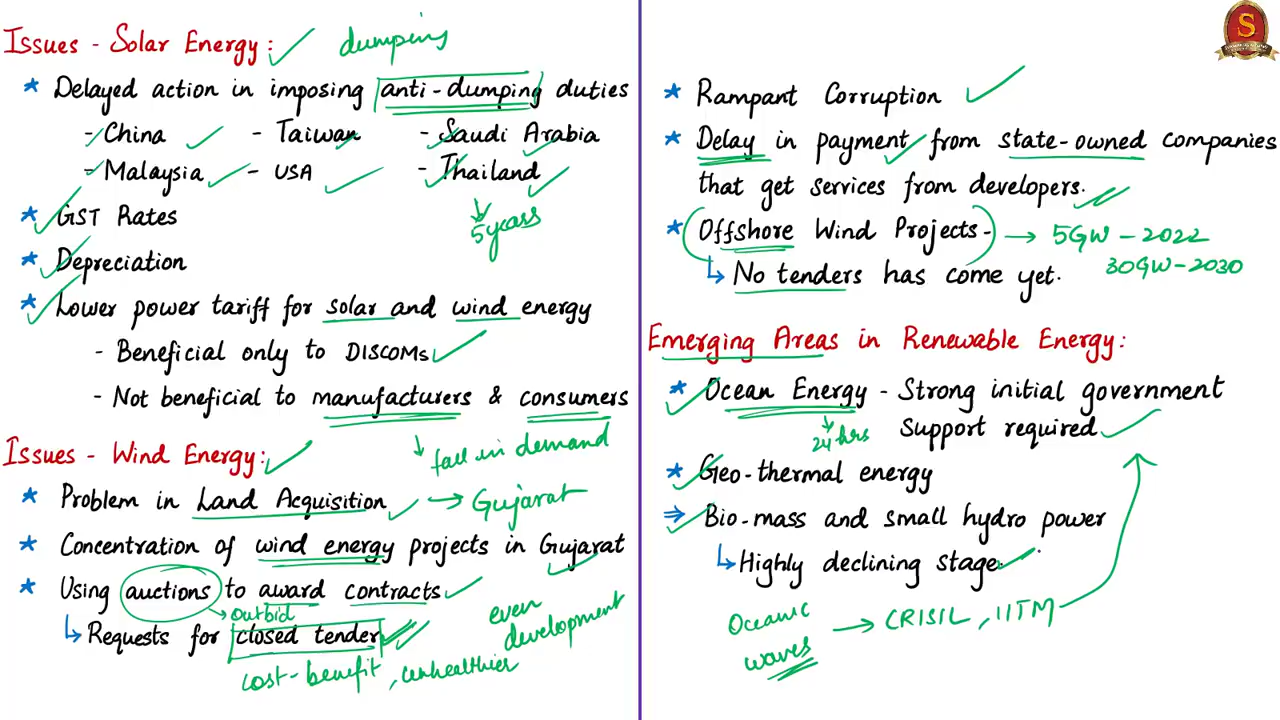 Issues - Solar Energy:
dumping
* Delayed action in imposing anti-dumping duties
- China - Taiwan - Saudi Arabia
- Malaysia - USA - Thailand
5 years
* GST Rates
* Depreciation
* Lower power tariff for solar and wind energy
- Beneficial only to DISCOMs
- Not beneficial to manufacturers & consumers
fall in demand
Issues - Wind Energy:
* Problem in Land Acquisition → Gujarat
* Concentration of wind energy projects in Gujarat
* Using auctions to award contracts
→ outbid
↳ Requests for closed tender
even development
cost-benefit, unhealthier
* Rampant Corruption
* Delay in payment from state-owned companies
that get services from developers.
* Offshore Wind Projects - → 5GW - 2022
30GW - 2030
↳ No tenders has come yet.
Emerging Areas in Renewable Energy:
* Ocean Energy - Strong initial government
24 hrs
Support required
* Geo-thermal energy
⇒ Bio-mass and small hydro power
↳ Highly declining stage
Oceanic waves → CRISIL, IITM
S